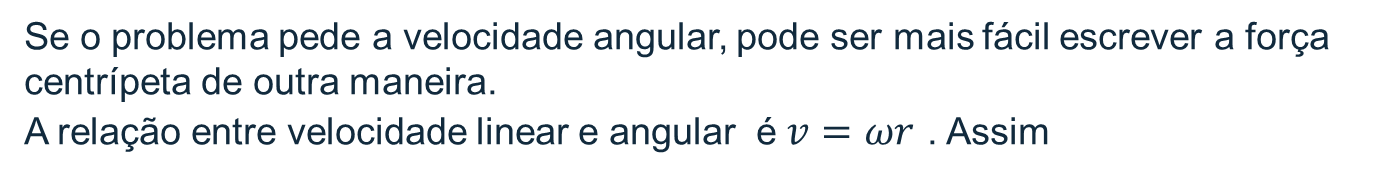 Se o problema pede a velocidade angular, pode ser mais fácil escrever a força
centrípeta de outra maneira.
A relação entre velocidade linear e angular é 𝑣 = 𝜔𝑟 . Assim